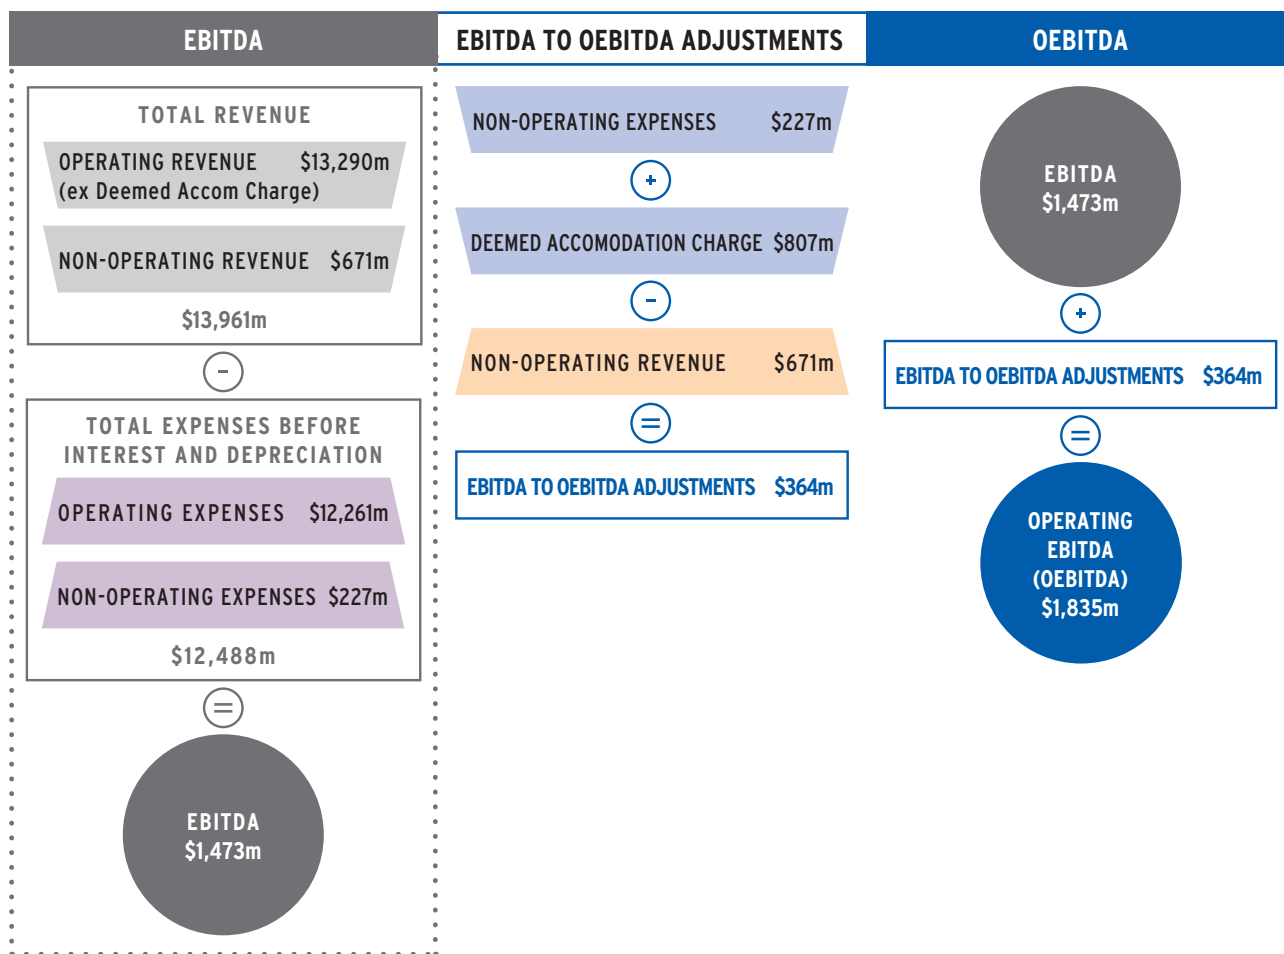 EBITDA
TOTAL REVENUE
OPERATING REVENUE $13,290m
(ex Deemed Accom Charge)
NON-OPERATING REVENUE $671m
$13,961m
-
TOTAL EXPENSES BEFORE
INTEREST AND DEPRECIATION
OPERATING EXPENSES $12,261m
NON-OPERATING EXPENSES $227m
$12,488m
=
EBITDA
$1,473m
EBITDA TO OEBITDA ADJUSTMENTS
NON-OPERATING EXPENSES $227m
+
DEEMED ACCOMODATION CHARGE $807m
-
NON-OPERATING REVENUE $671m
=
EBITDA TO OEBITDA ADJUSTMENTS $364m
OEBITDA
EBITDA
$1,473m
+
EBITDA TO OEBITDA ADJUSTMENTS $364m
=
OPERATING
EBITDA
(OEBITDA)
$1,835m